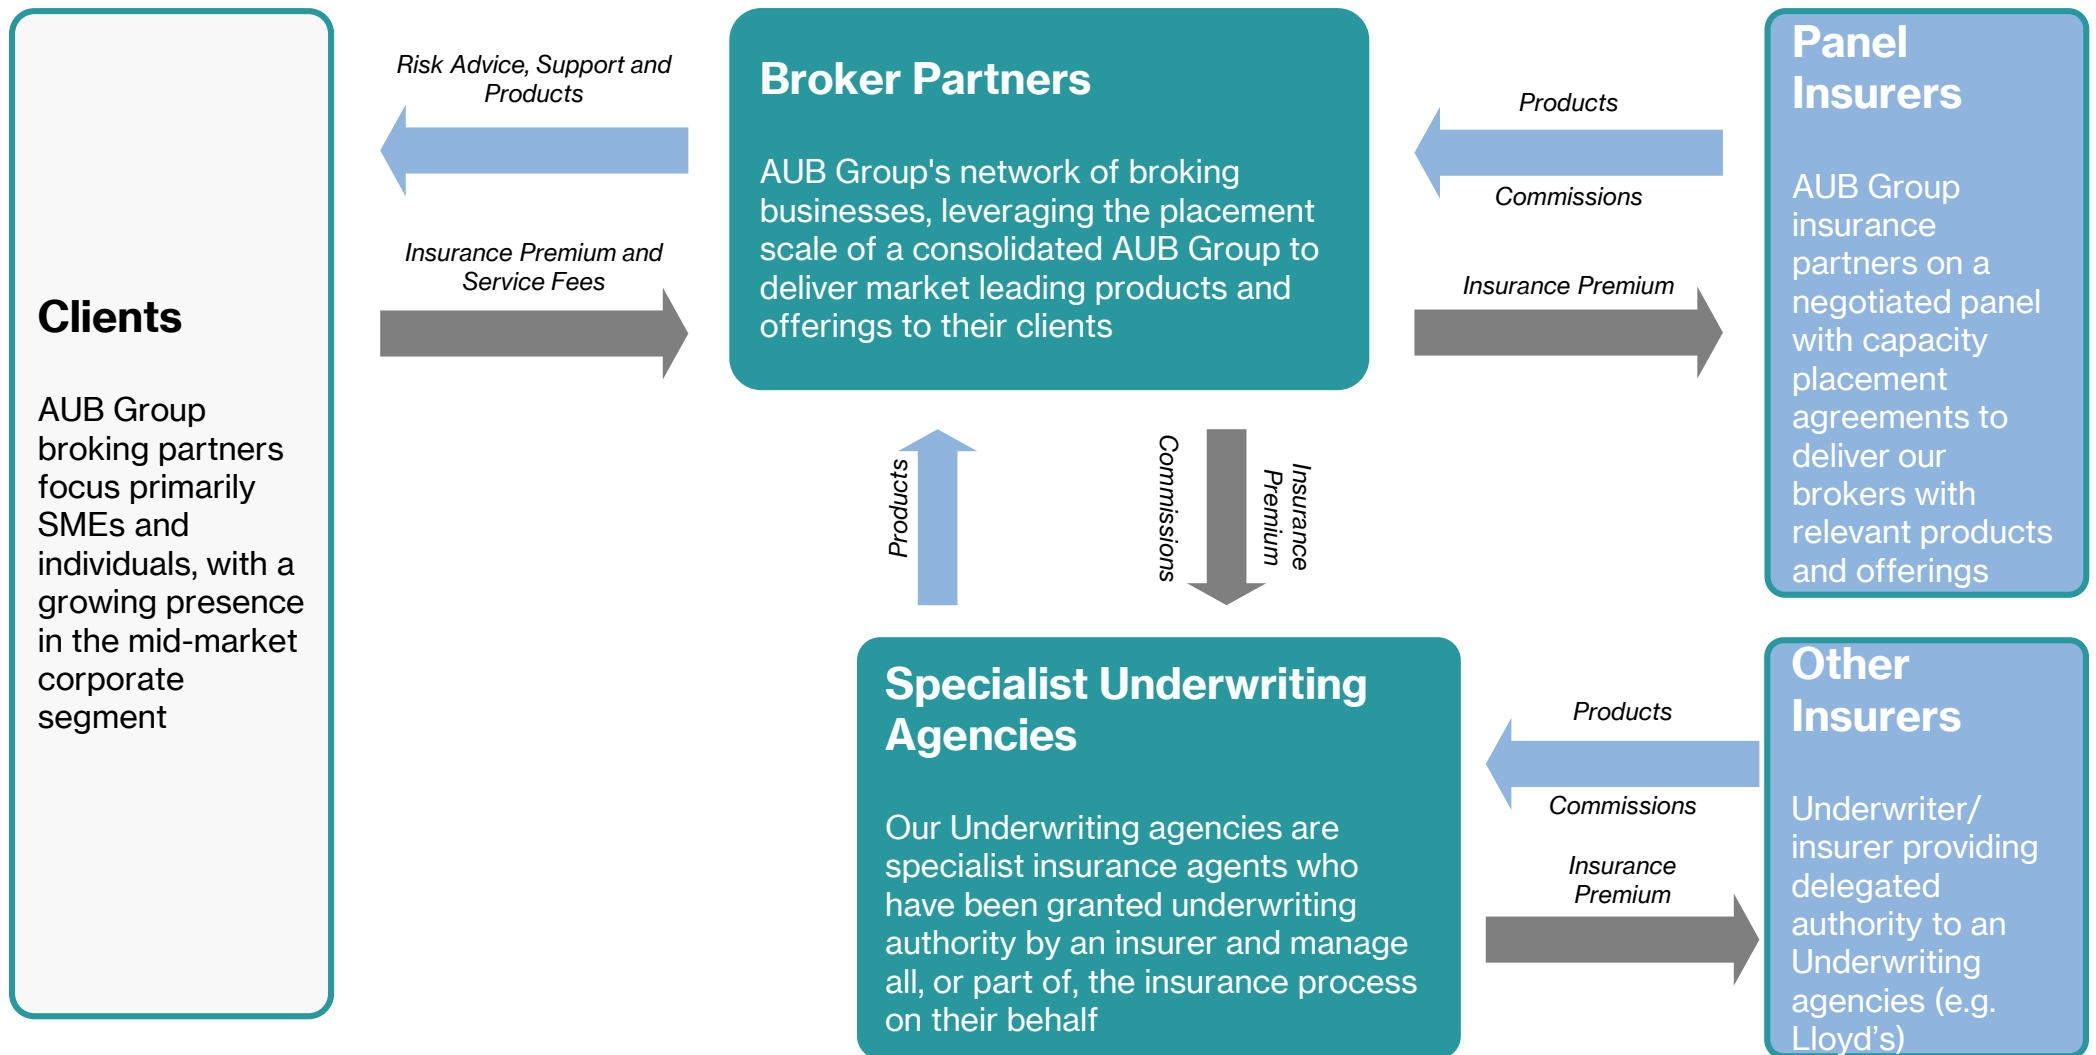 Clients
AUB Group
broking partners
focus primarily
SMEs and
individuals, with a
growing presence
in the mid-market
corporate
segment
Risk Advice, Support and
Products
Insurance Premium and
Service Fees
Broker Partners
AUB Group's network of broking
businesses, leveraging the placement
scale of a consolidated AUB Group to
deliver market leading products and
offerings to their clients
Products
Commissions
Insurance Premium
Panel
Insurers
AUB Group
insurance
partners on a
negotiated panel
with capacity
placement
agreements to
deliver our
brokers with
relevant products
and offerings
Products
Commissions
Insurance
Premium
Specialist Underwriting
Agencies
Our Underwriting agencies are
specialist insurance agents who
have been granted underwriting
authority by an insurer and manage
all, or part of, the insurance process
on their behalf
Products
Commissions
Insurance
Premium
Other
Insurers
Underwriter/
insurer providing
delegated
authority to an
Underwriting
agencies (e.g.
Lloyd’s)